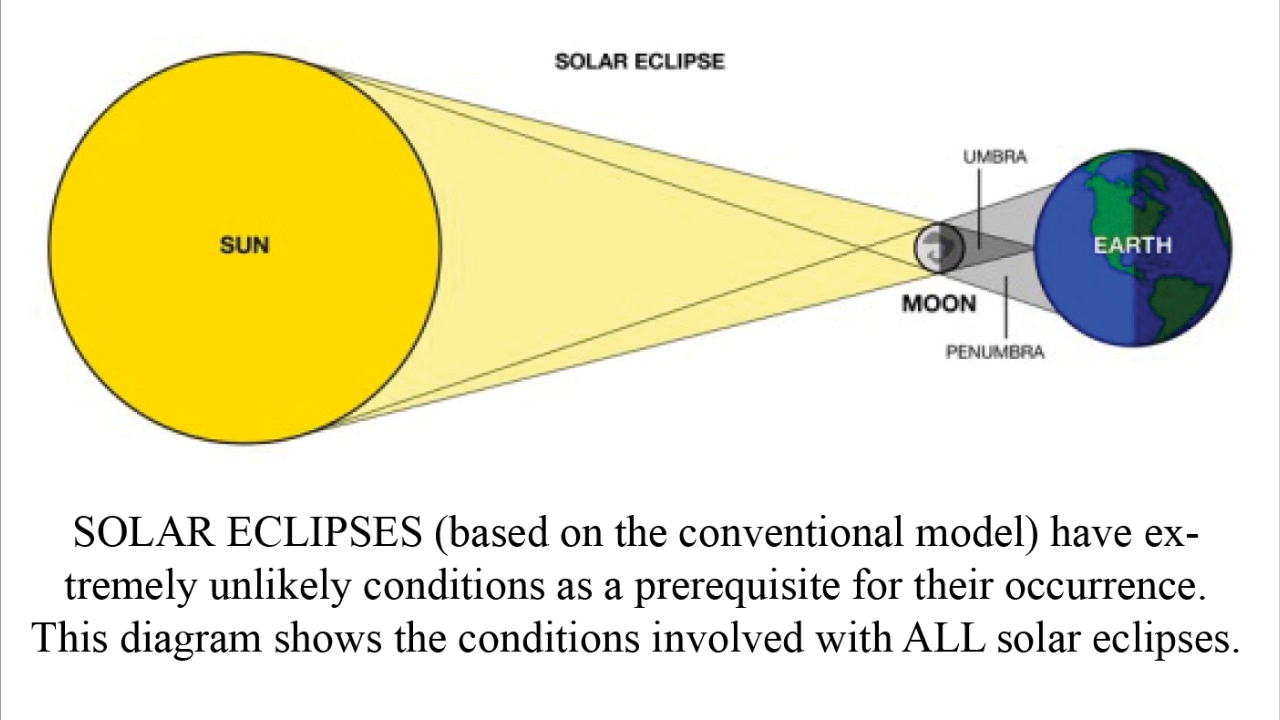 SOLAR ECLIPSE
UMBRA
SUN
EARTH
MOON
PENUMBRA
SOLAR ECLIPSES (based on the conventional model) have ex-
tremely unlikely conditions as a prerequisite for their occurrence.
This diagram shows the conditions involved with ALL solar eclipses.